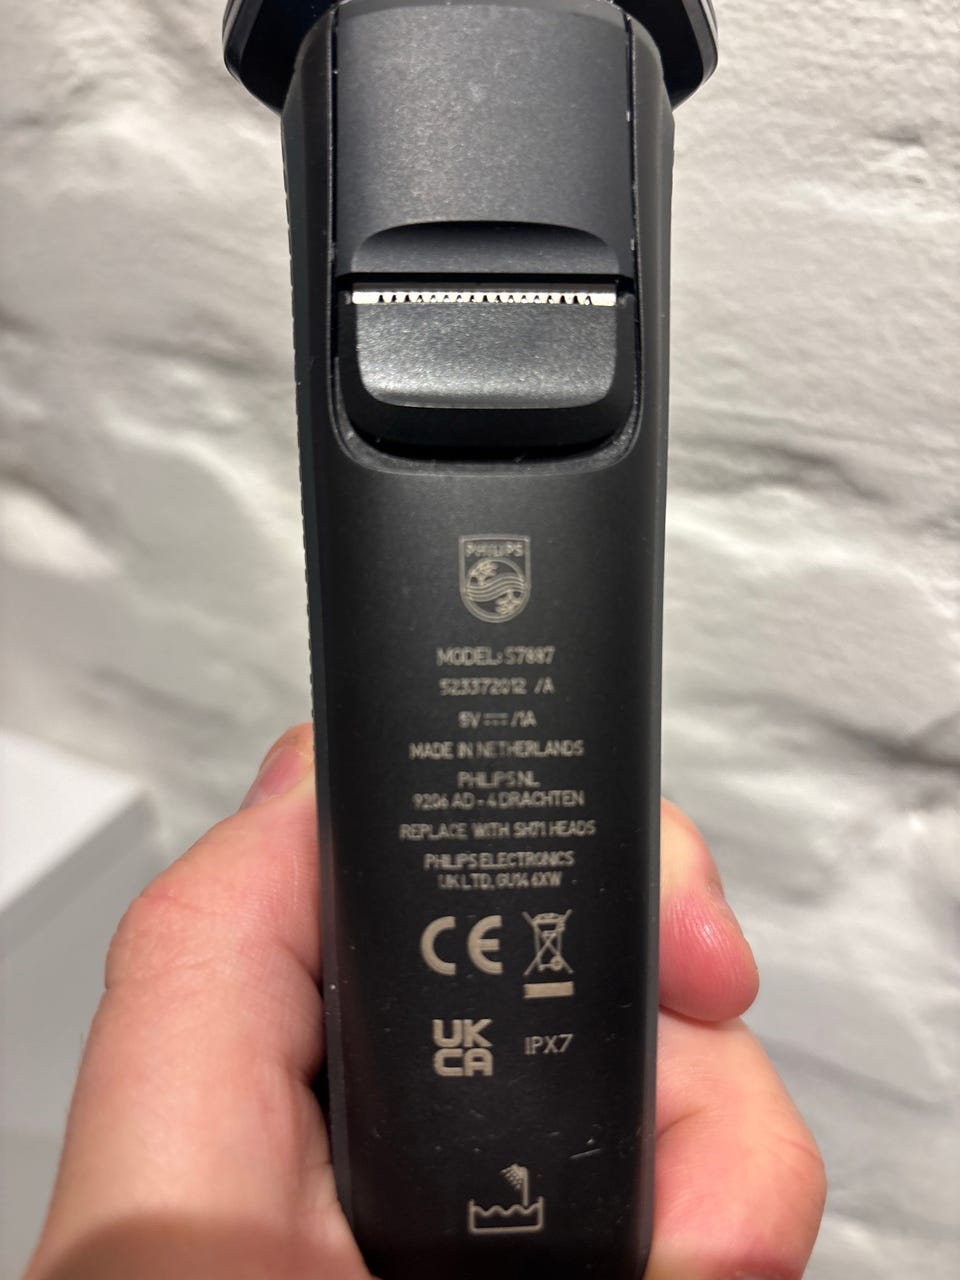 PHILIPS
MODEL: S7887
523372012 /A
5V ⎓ /1A
MADE IN NETHERLANDS
PHILIPS NL
9206 AD - 4 DRACHTEN
REPLACE WITH SH71 HEADS
PHILIPS ELECTRONICS
UK LTD, GU14 6XW
CE
UK
CA
IPX7